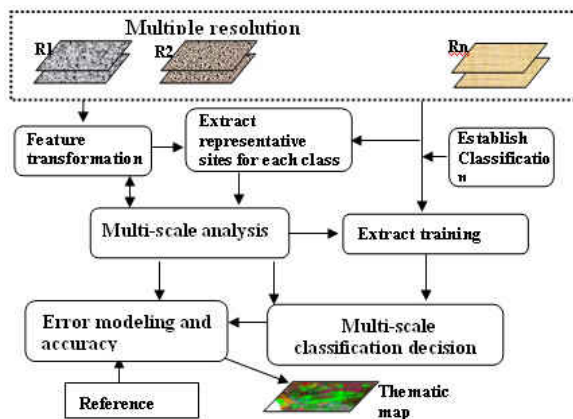 Multiple resolution
R1
R2
Rn
Feature
transformation
Extract
representative
sites for each class
Establish
Classificatio
n
Multi-scale analysis
Extract training
Error modeling and
accuracy
Multi-scale
classification decision
Reference
Thematic
map